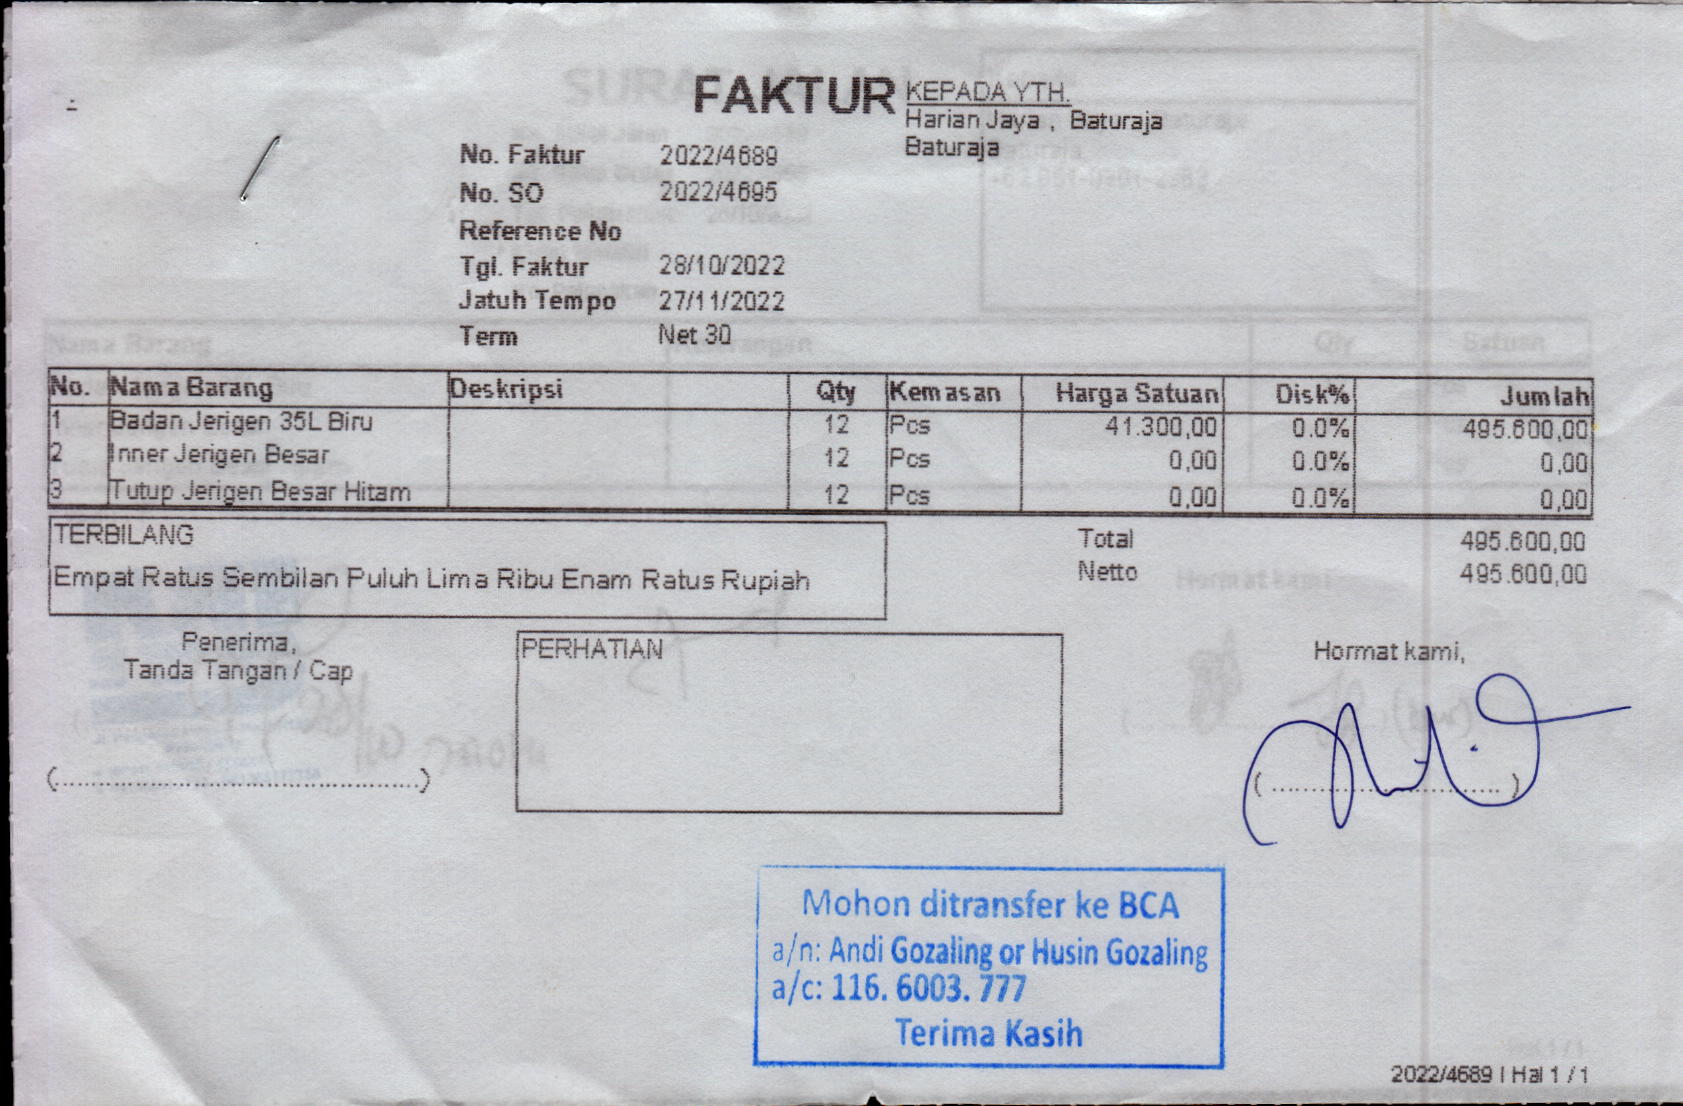 FAKTUR
KEPADA YTH.
Harian Jaya , Baturaja
Baturaja
No. Faktur 2022/4689
No. SO 2022/4695
Reference No
Tgl. Faktur 28/10/2022
Jatuh Tempo 27/11/2022
Term Net 30
No. Nama Barang Deskripsi Qty Kemasan Harga Satuan Disk% Jumlah
1 Badan Jerigen 35L Biru 12 Pcs 41.300,00 0.0% 495.600,00
2 Inner Jerigen Besar 12 Pcs 0,00 0.0% 0,00
3 Tutup Jerigen Besar Hitam 12 Pcs 0,00 0.0% 0,00
TERBILANG
Empat Ratus Sembilan Puluh Lima Ribu Enam Ratus Rupiah
Total 495.600,00
Netto 495.600,00
Penerima,
Tanda Tangan / Cap
(..............................................)
PERHATIAN
Hormat kami,
(.............................)
Mohon ditransfer ke BCA
a/n: Andi Gozaling or Husin Gozaling
a/c: 116. 6003. 777
Terima Kasih
2022/4689 | Hal 1 / 1